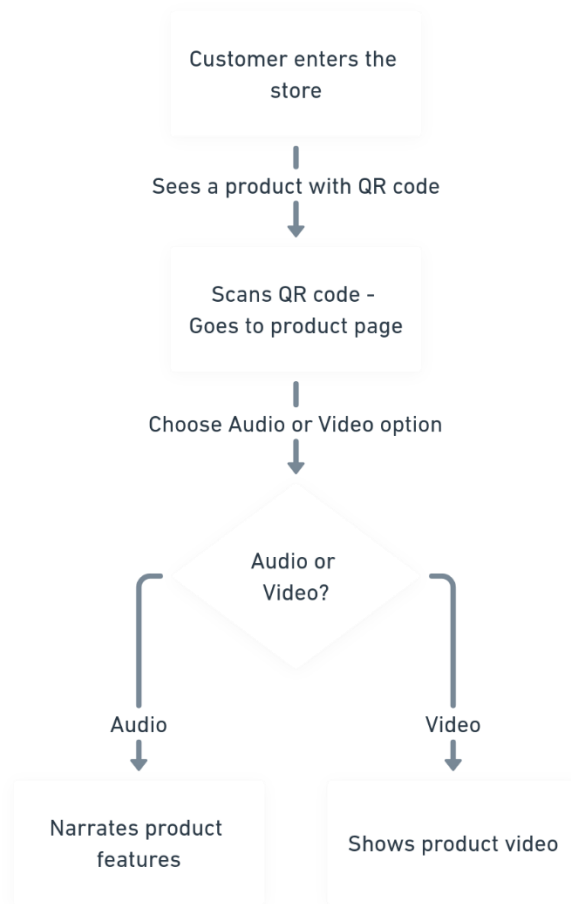 Customer enters the
store
Sees a product with QR code
Scans QR code -
Goes to product page
Choose Audio or Video option
Audio or
Video?
Audio
Video
Narrates product
features
Shows product video